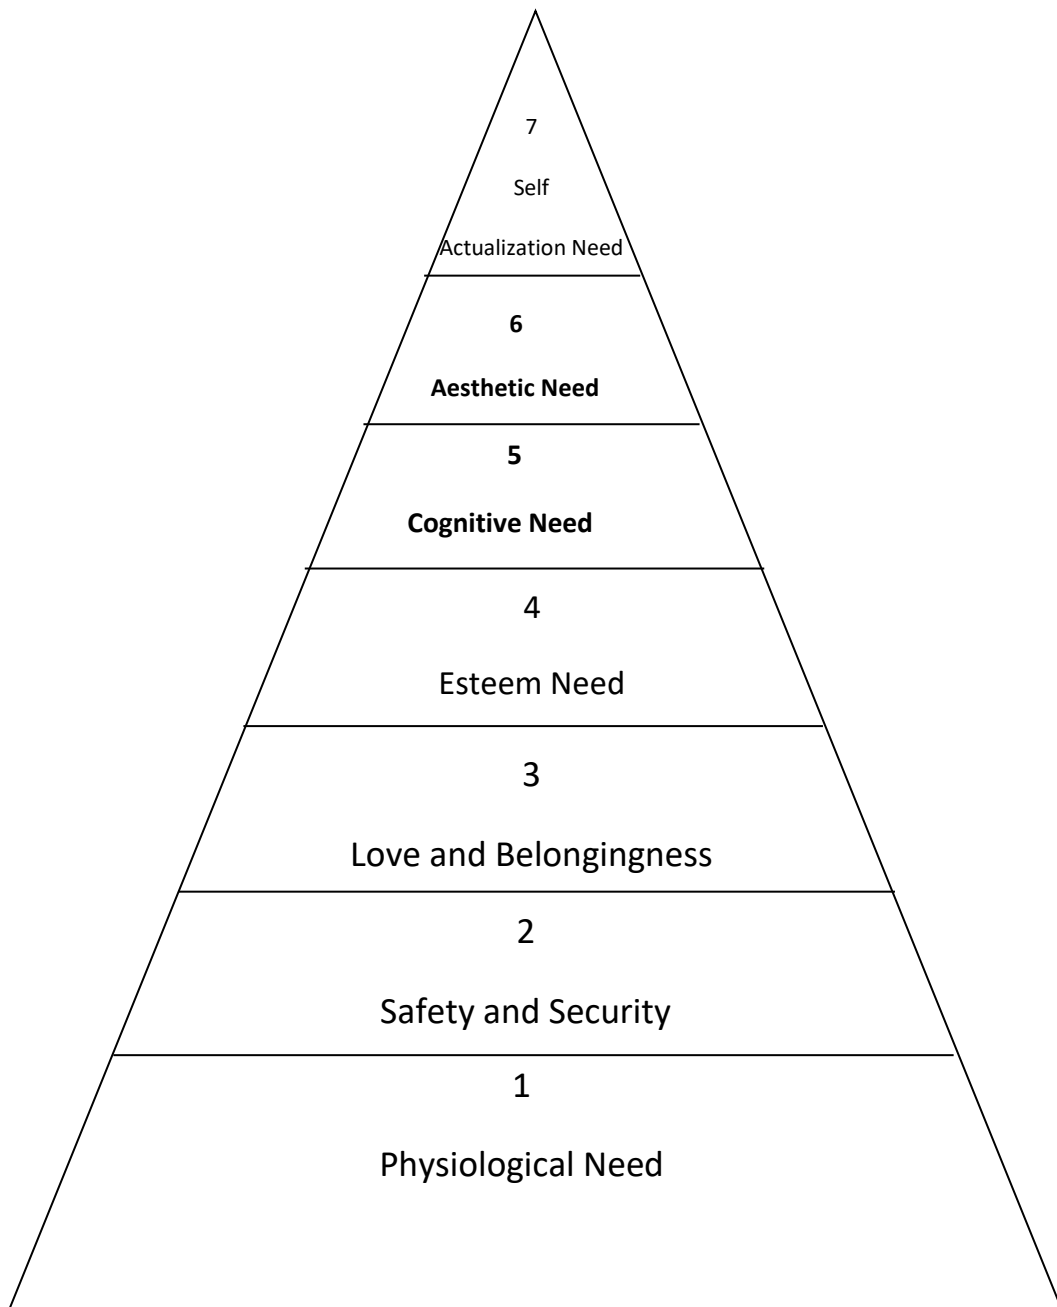 7
Self
Actualization Need
6
Aesthetic Need
5
Cognitive Need
4
Esteem Need
3
Love and Belongingness
2
Safety and Security
1
Physiological Need